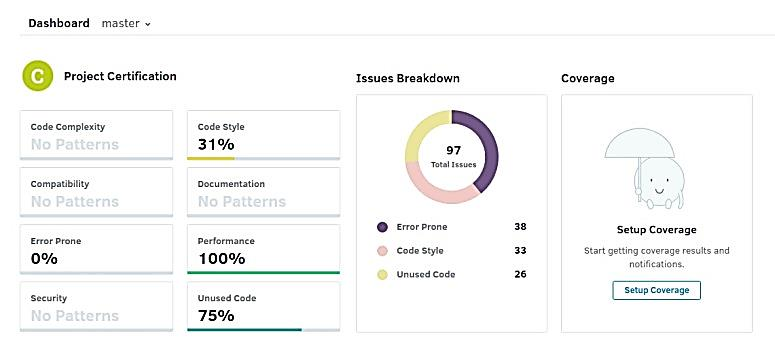 Dashboard master
C Project Certification
Code Complexity
No Patterns
Code Style
31%
Compatibility
No Patterns
Documentation
No Patterns
Error Prone
0%
Performance
100%
Security
No Patterns
Unused Code
75%
Issues Breakdown
97
Total Issues
Error Prone 38
Code Style 33
Unused Code 26
Coverage
Setup Coverage
Start getting coverage results and
notifications.
Setup Coverage